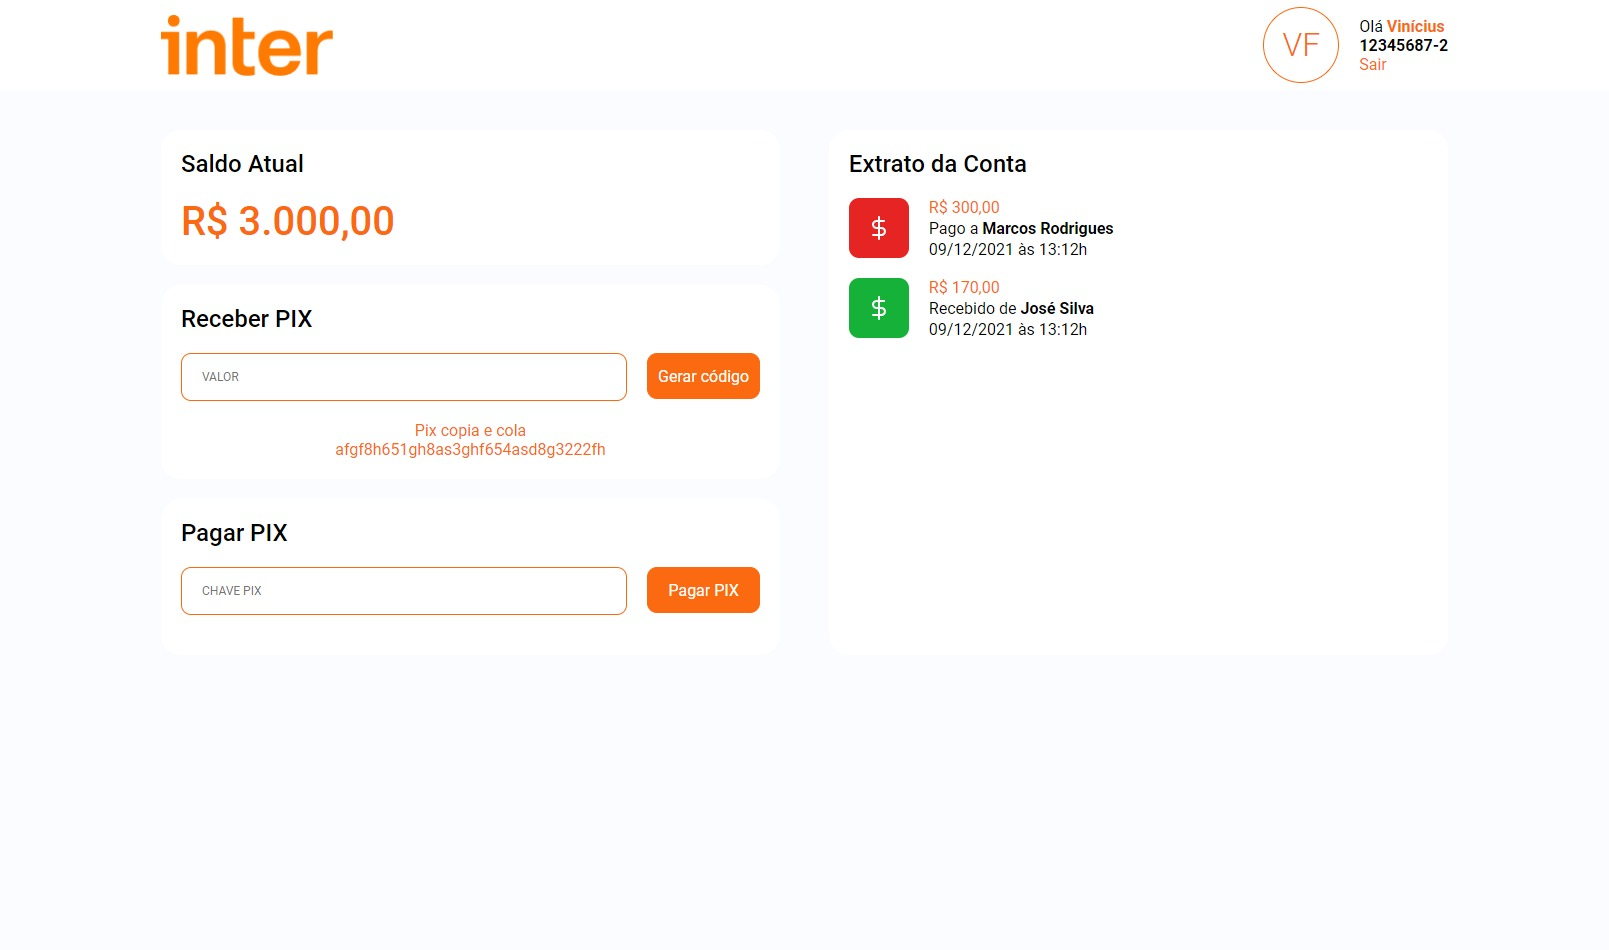 inter
VF
Olá Vinícius
12345687-2
Sair
Saldo Atual
R$ 3.000,00
Receber PIX
VALOR
Gerar código
Pix copia e cola
afgf8h651gh8as3ghf654asd8g3222fh
Pagar PIX
CHAVE PIX
Pagar PIX
Extrato da Conta
$
R$ 300,00
Pago a Marcos Rodrigues
09/12/2021 às 13:12h
$
R$ 170,00
Recebido de José Silva
09/12/2021 às 13:12h